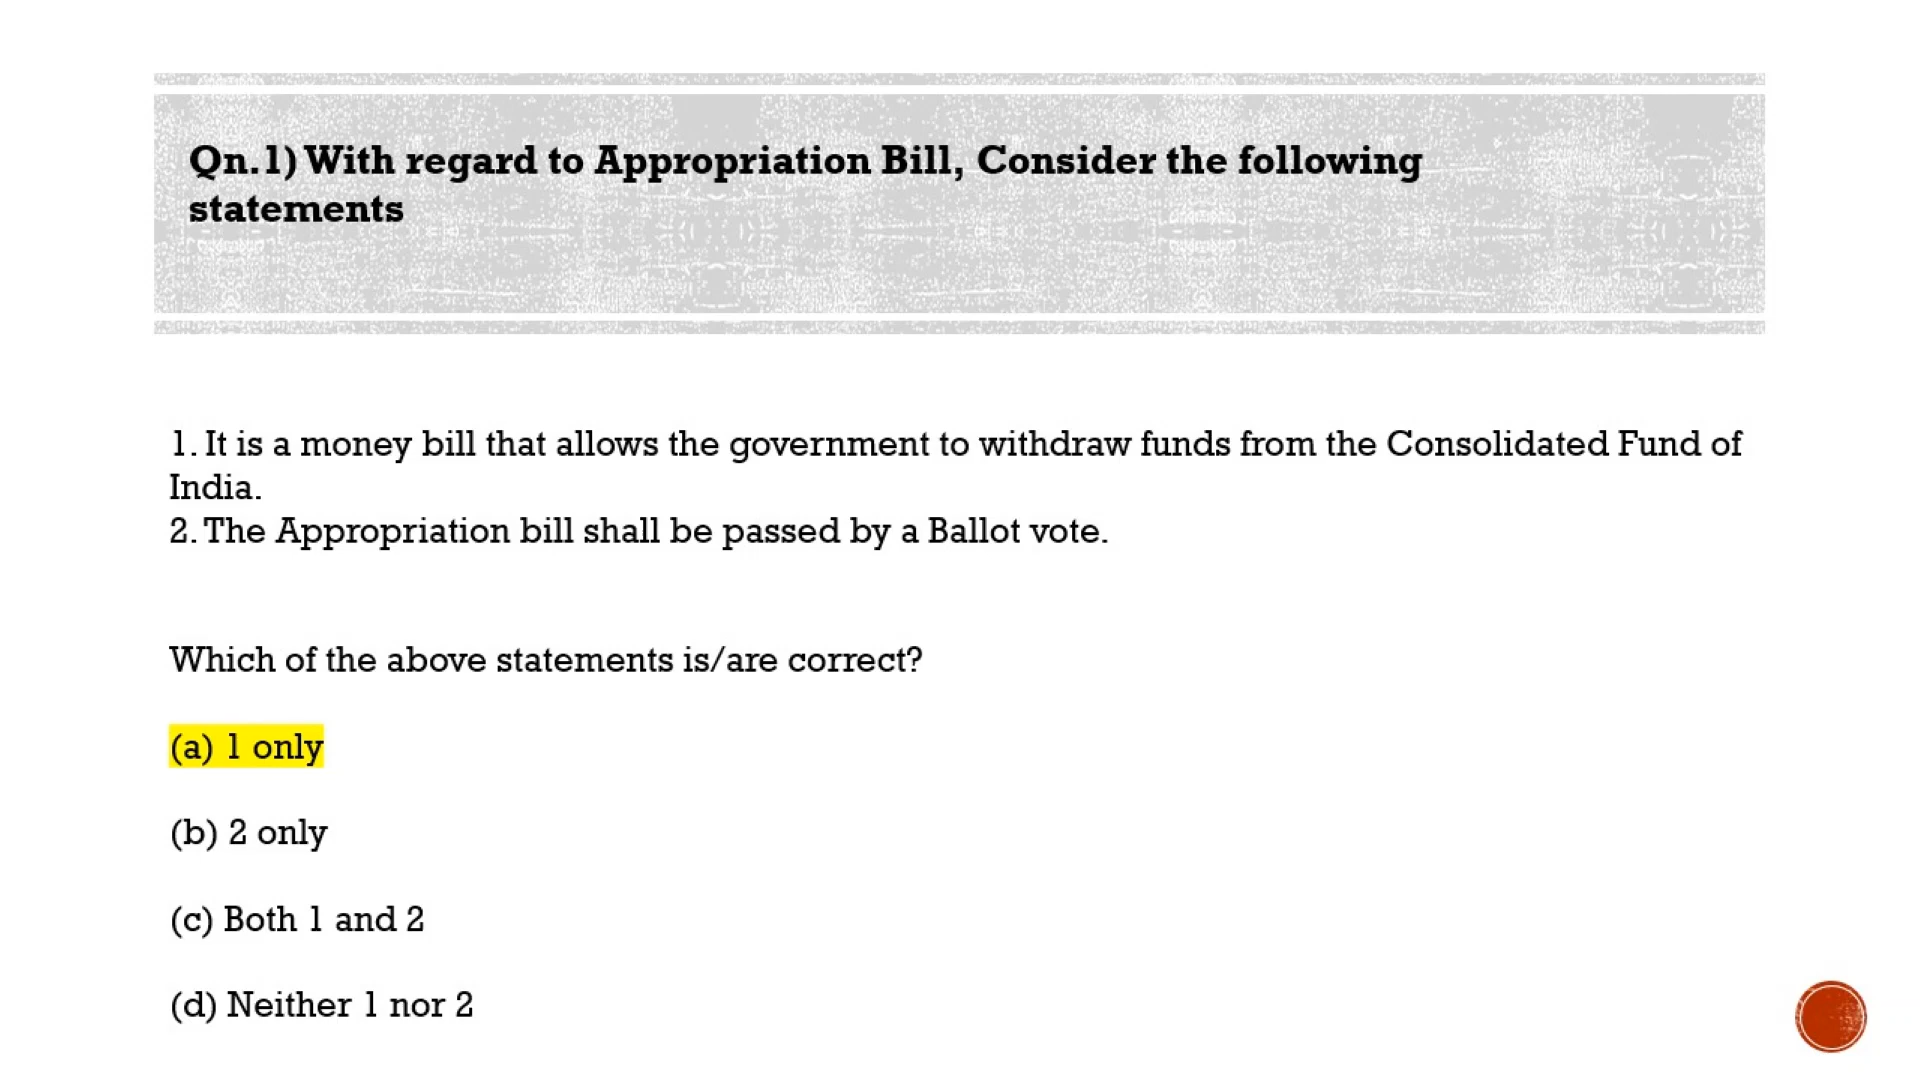 Qn.1) With regard to Appropriation Bill, Consider the following
statements
1. It is a money bill that allows the government to withdraw funds from the Consolidated Fund of
India.
2. The Appropriation bill shall be passed by a Ballot vote.
Which of the above statements is/are correct?
(a) 1 only
(b) 2 only
(c) Both 1 and 2
(d) Neither 1 nor 2